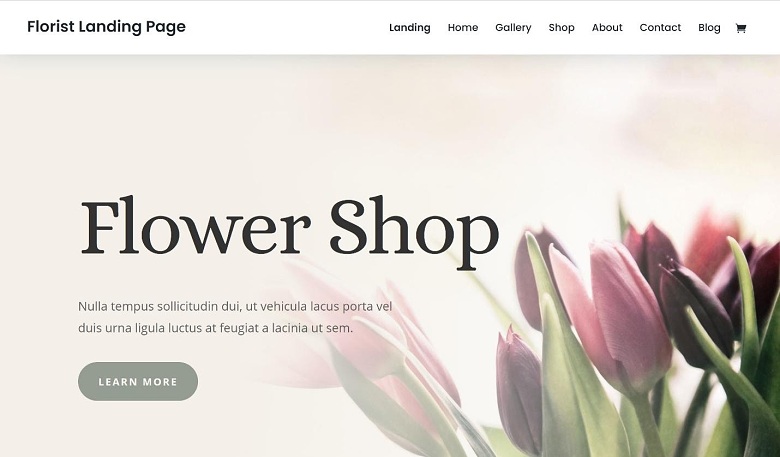 Florist Landing Page
Landing Home Gallery Shop About Contact Blog
Flower Shop
Nulla tempus sollicitudin dui, ut vehicula lacus porta vel
duis urna ligula luctus at feugiat a lacinia ut sem.
LEARN MORE